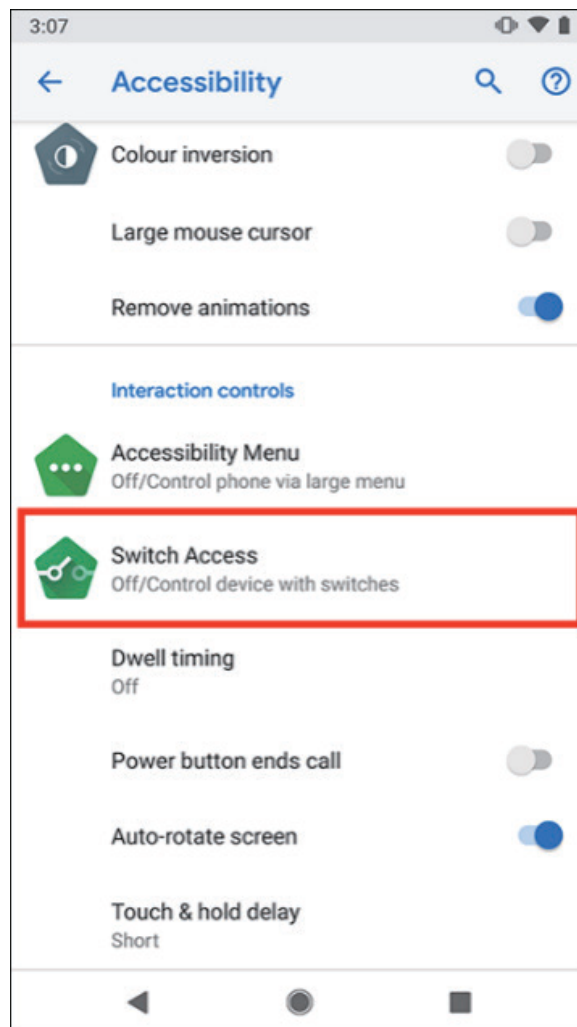 3:07
Accessibility
Colour inversion
Large mouse cursor
Remove animations
Interaction controls
Accessibility Menu
Off/Control phone via large menu
Switch Access
Off/Control device with switches
Dwell timing
Off
Power button ends call
Auto-rotate screen
Touch & hold delay
Short